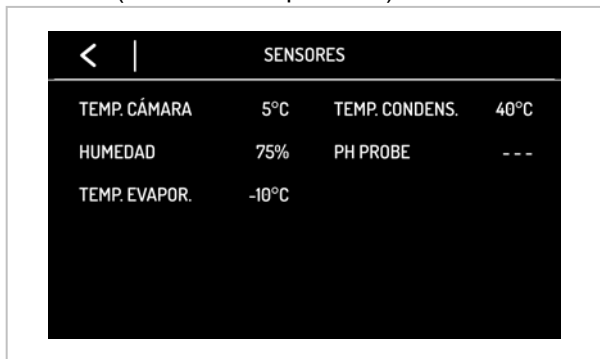 SENSORES
TEMP. CÁMARA 5°C TEMP. CONDENS. 40°C
HUMEDAD 75% PH PROBE ---
TEMP. EVAPOR. -10°C